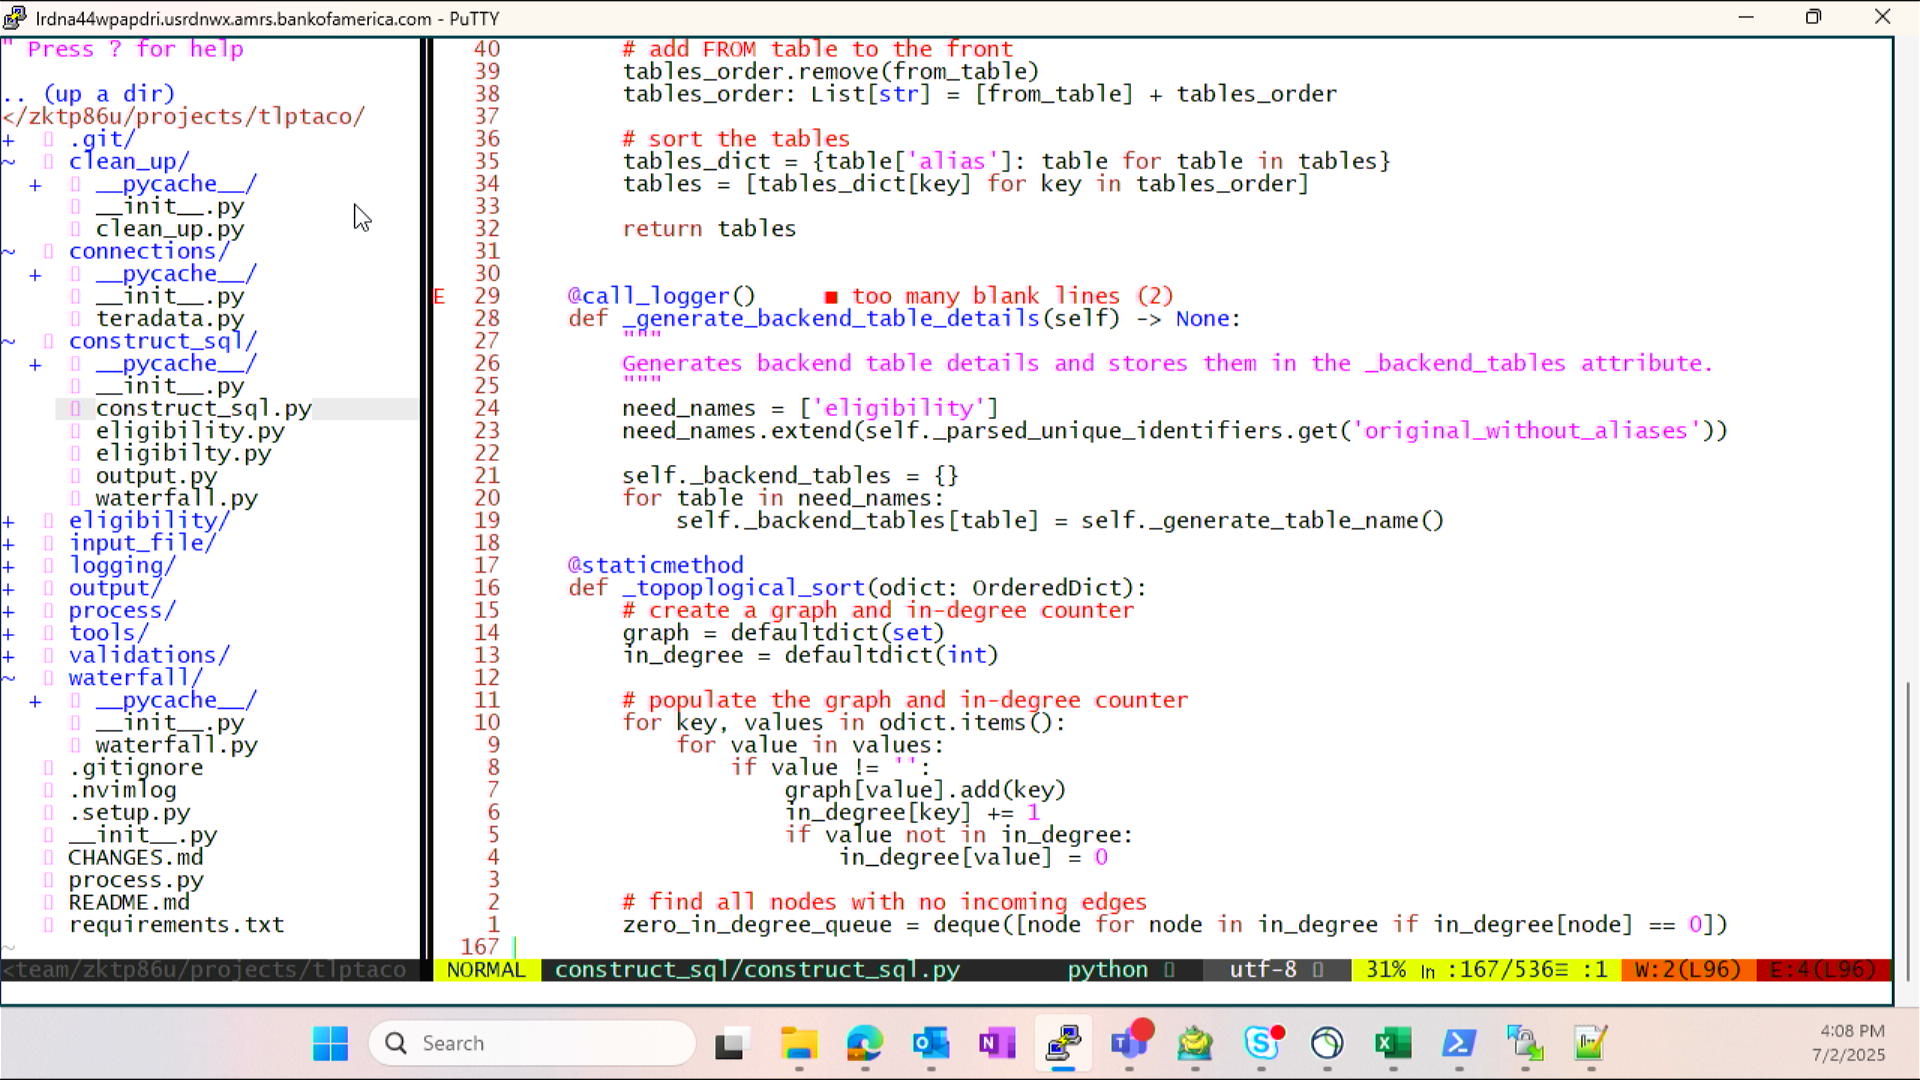 lrdna44wpapdri.usrdnwx.amrs.bankofamerica.com - PuTTY
" Press ? for help
.. (up a dir)
</zktp86u/projects/tlptaco/
+ .git/
~ clean_up/
+ __pycache__/
__init__.py
clean_up.py
~ connections/
+ __pycache__/
__init__.py
teradata.py
~ construct_sql/
+ __pycache__/
__init__.py
construct_sql.py
eligibility.py
eligibilty.py
output.py
waterfall.py
+ eligibility/
+ input_file/
+ logging/
+ output/
+ process/
+ tools/
+ validations/
~ waterfall/
+ __pycache__/
__init__.py
waterfall.py
.gitignore
.nvimlog
.setup.py
__init__.py
CHANGES.md
process.py
README.md
requirements.txt
~
<team/zktp86u/projects/tlptaco
40 # add FROM table to the front
39 tables_order.remove(from_table)
38 tables_order: List[str] = [from_table] + tables_order
37
36 # sort the tables
35 tables_dict = {table['alias']: table for table in tables}
34 tables = [tables_dict[key] for key in tables_order]
33
32 return tables
31
30
E 29 @call_logger() ■ too many blank lines (2)
28 def _generate_backend_table_details(self) -> None:
27 """
26 Generates backend table details and stores them in the _backend_tables attribute.
25 """
24 need_names = ['eligibility']
23 need_names.extend(self._parsed_unique_identifiers.get('original_without_aliases'))
22
21 self._backend_tables = {}
20 for table in need_names:
19 self._backend_tables[table] = self._generate_table_name()
18
17 @staticmethod
16 def _topoplogical_sort(odict: OrderedDict):
15 # create a graph and in-degree counter
14 graph = defaultdict(set)
13 in_degree = defaultdict(int)
12
11 # populate the graph and in-degree counter
10 for key, values in odict.items():
9 for value in values:
8 if value != '':
7 graph[value].add(key)
6 in_degree[key] += 1
5 if value not in in_degree:
4 in_degree[value] = 0
3
2 # find all nodes with no incoming edges
1 zero_in_degree_queue = deque([node for node in in_degree if in_degree[node] == 0])
167
NORMAL construct_sql/construct_sql.py python utf-8 31% ln :167/536≡ :1 W:2(L96) E:4(L96)
Search
4:08 PM
7/2/2025